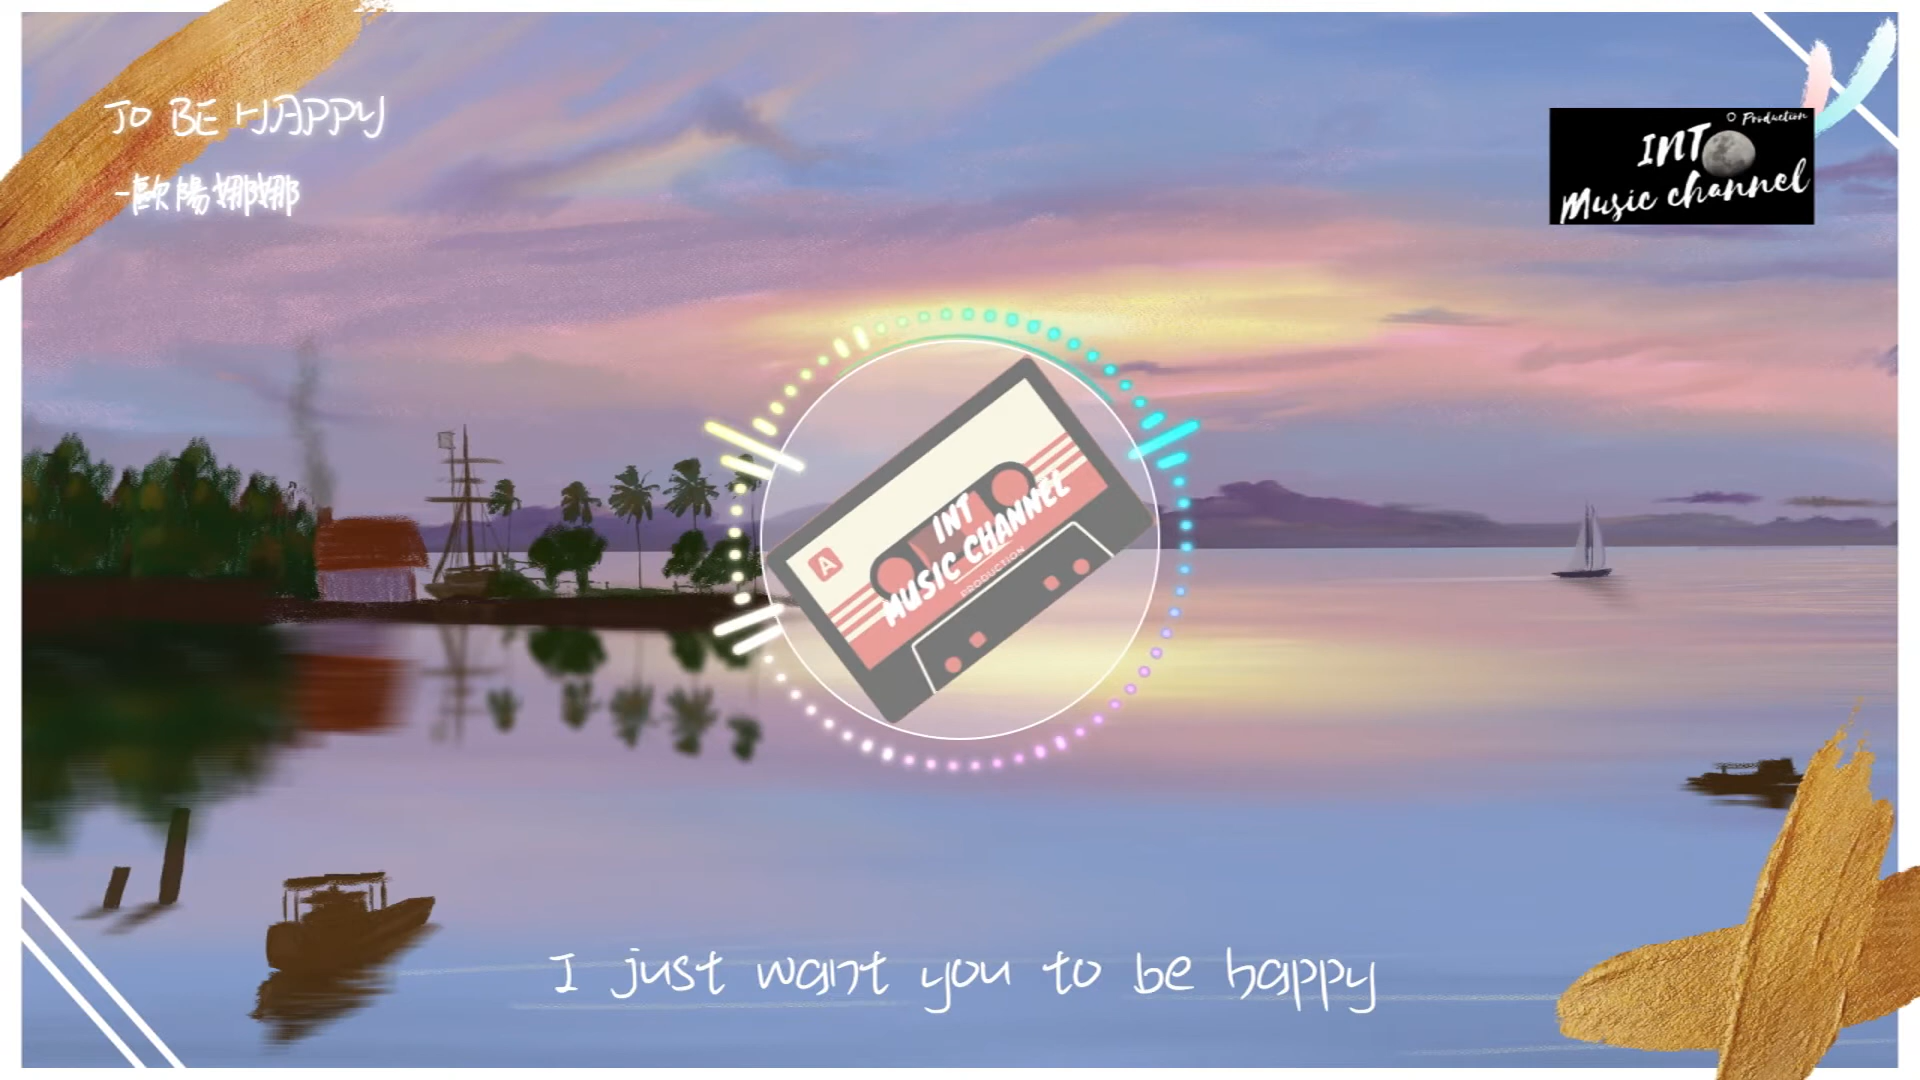 TO BE HAPPY
-歐陽娜娜
Production
INTO
Music channel
A
INT
MUSIC CHANNEL
PRODUCTION
I just want you to be happy